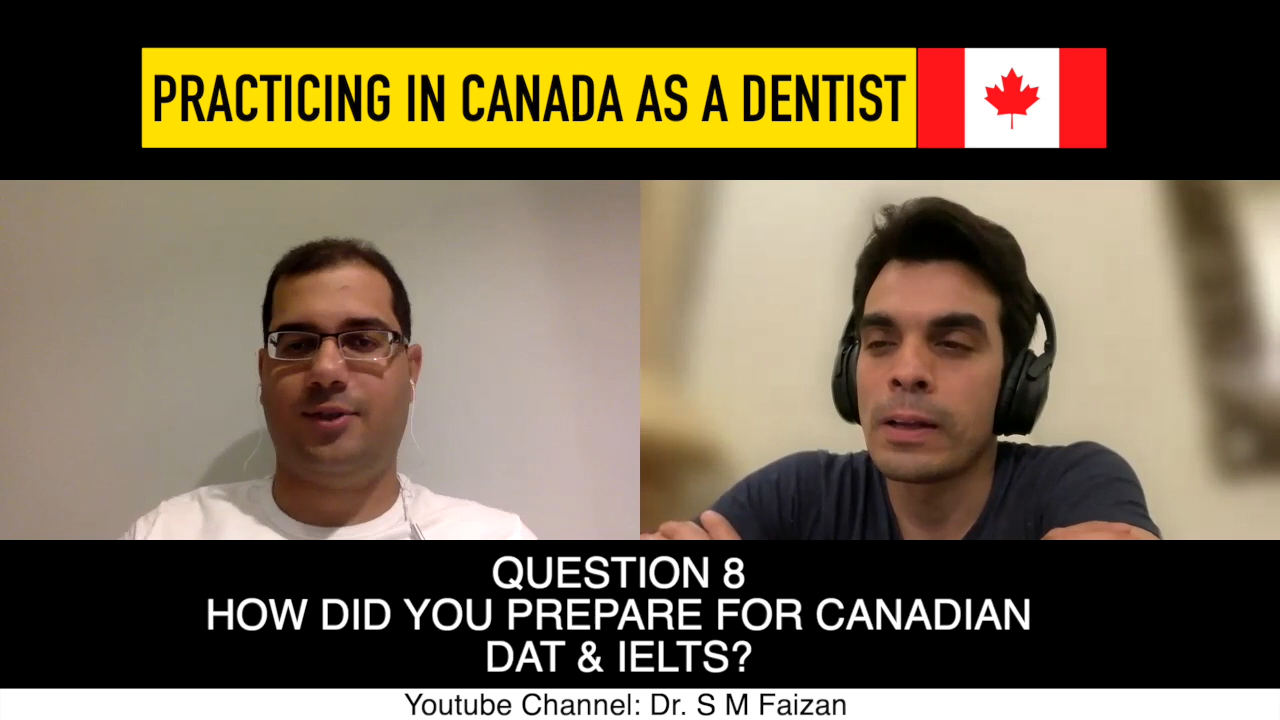 PRACTICING IN CANADA AS A DENTIST
QUESTION 8
HOW DID YOU PREPARE FOR CANADIAN
DAT & IELTS?
Youtube Channel: Dr. S M Faizan